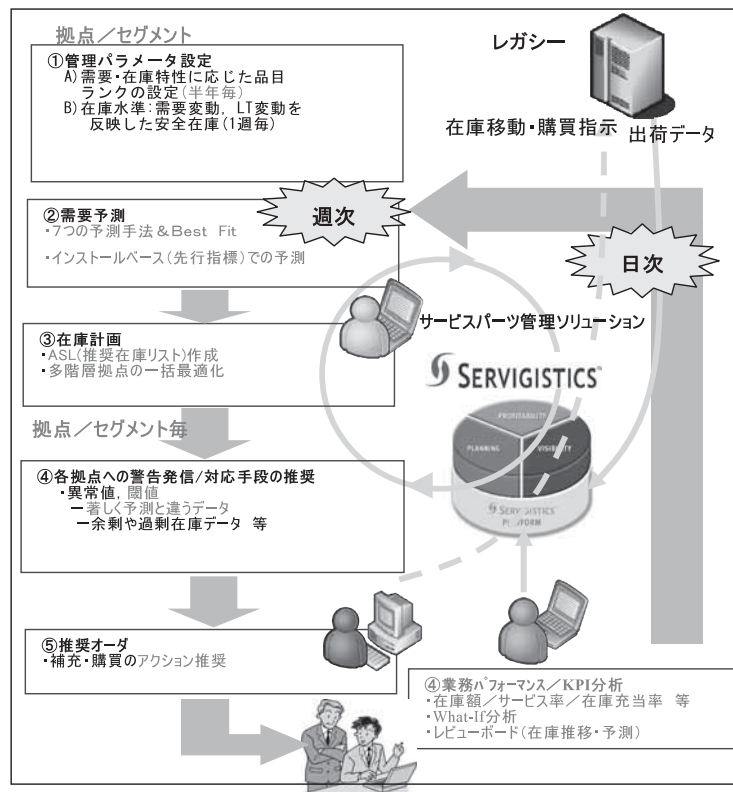 拠点／セグメント
①管理パラメータ設定
A)需要・在庫特性に応じた品目
ランクの設定(半年毎)
B)在庫水準:需要変動，LT変動を
反映した安全在庫(1週毎)
レガシー
在庫移動・購買指示
出荷データ
②需要予測
・7つの予測手法＆Best Fit
・インストールベース(先行指標)での予測
週次
日次
③在庫計画
・ASL(推奨在庫リスト)作成
・多階層拠点の一括最適化
サービスパーツ管理ソリューション
SERVIGISTICS™
PROFITABILITY
PLANNING
VISIBILITY
SERVIGISTICS
PLATFORM
拠点／セグメント毎
④各拠点への警告発信/対応手段の推奨
・異常値，閾値
ー著しく予測と違うデータ
ー余剰や過剰在庫データ 等
⑤推奨オーダ
・補充・購買のアクション推奨
④業務パフォーマンス／KPI分析
・在庫額／サービス率／在庫充当率 等
・What-If分析
・レビューボード（在庫推移・予測）